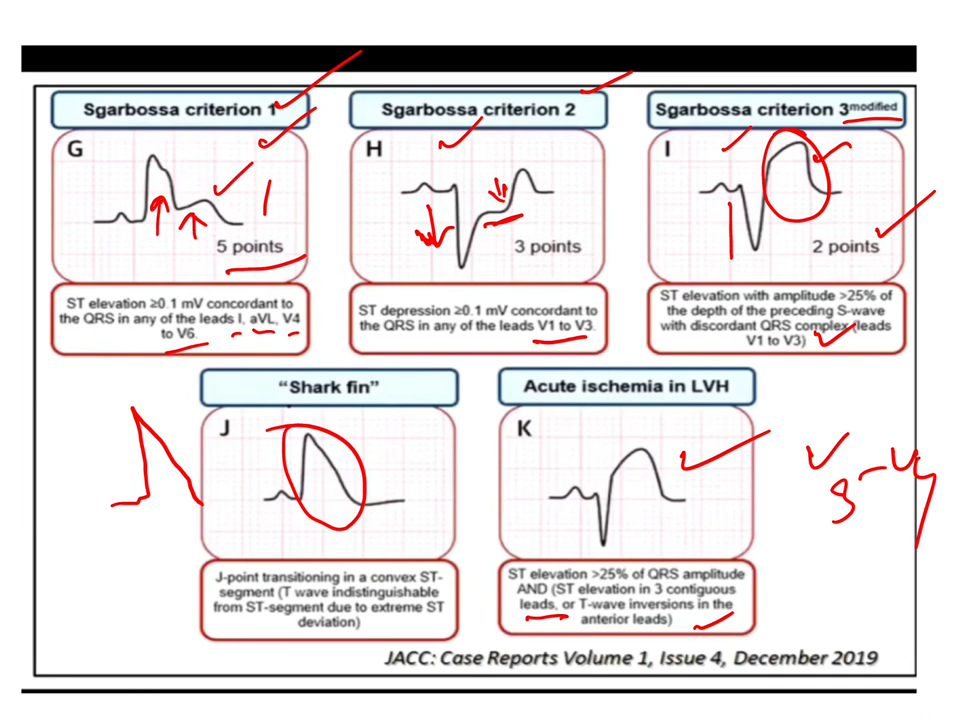 Sgarbossa criterion 1
Sgarbossa criterion 2
Sgarbossa criterion 3 modified
G
H
I
5 points
3 points
2 points
ST elevation ≥0.1 mV concordant to
the QRS in any of the leads I, aVL, V4
to V6.
ST depression ≥0.1 mV concordant to
the QRS in any of the leads V1 to V3.
ST elevation with amplitude >25% of
the depth of the preceding S-wave
with discordant QRS complex (leads
V1 to V3)
"Shark fin"
Acute ischemia in LVH
J
K
J-point transitioning in a convex ST-
segment (T wave indistinguishable
from ST-segment due to extreme ST
deviation)
ST elevation >25% of QRS amplitude
AND (ST elevation in 3 contiguous
leads, or T-wave inversions in the
anterior leads)
JACC: Case Reports Volume 1, Issue 4, December 2019